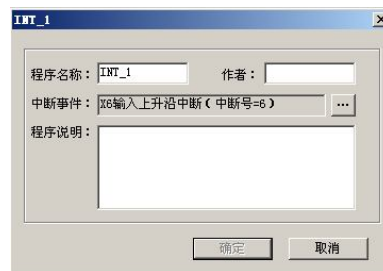 INT_1
程序名称： INT_1 作者：
中断事件： X6输入上升沿中断(中断号=6) ...
程序说明：
确定 取消